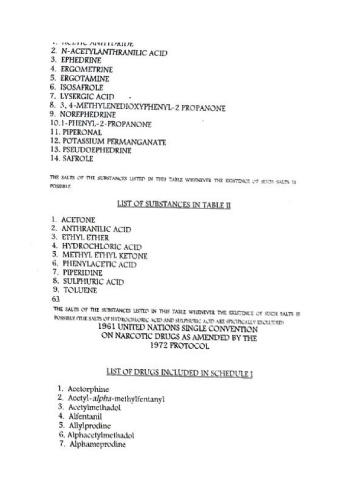 1. ACETIC ANHYDRIDE
2. N-ACETYLANTHRANILIC ACID
3. EPHEDRINE
4. ERGOMETRINE
5. ERGOTAMINE
6. ISOSAFROLE
7. LYSERGIC ACID
8. 3, 4-METHYLENEDIOXYPHENYL-2 PROPANONE
9. NOREPHEDRINE
10.1-PHENYL-2-PROPANONE
11. PIPERONAL
12. POTASSIUM PERMANGANATE
13. PSEUDOEPHEDRINE
14. SAFROLE
THE SALTS OF THE SUBSTANCES LISTED IN THIS TABLE WHENEVER THE EXISTENCE OF SUCH SALTS IS
POSSIBLE.
LIST OF SUBSTANCES IN TABLE II
1. ACETONE
2. ANTHRANILIC ACID
3. ETHYL ETHER
4. HYDROCHLORIC ACID
5. METHYL ETHYL KETONE
6. PHENYLACETIC ACID
7. PIPERIDINE
8. SULPHURIC ACID
9. TOLUENE
63
THE SALTS OF THE SUBSTANCES LISTED IN THIS TABLE WHENEVER THE EXISTENCE OF SUCH SALTS IS
POSSIBLE (THE SALTS OF HYDROCHLORIC ACID AND SULPHURIC ACID ARE SPECIFICALLY EXCLUDED)
1961 UNITED NATIONS SINGLE CONVENTION
ON NARCOTIC DRUGS AS AMENDED BY THE
1972 PROTOCOL
LIST OF DRUGS INCLUDED IN SCHEDULE I
1. Acetorphine
2. Acetyl-alpha-methylfentanyl
3. Acetylmethadol
4. Alfentanil
5. Allylprodine
6. Alphacetylmethadol
7. Alphameprodine